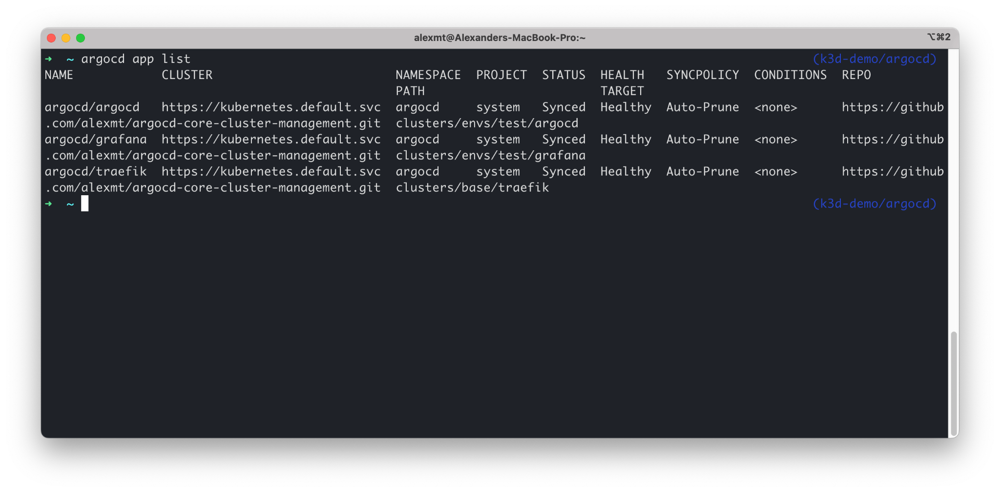 alexmt@Alexanders-MacBook-Pro:~ ⌥⌘2
➜  ~ argocd app list (k3d-demo/argocd)
NAME CLUSTER NAMESPACE PROJECT STATUS HEALTH SYNCPOLICY CONDITIONS REPO
PATH TARGET
argocd/argocd https://kubernetes.default.svc argocd system Synced Healthy Auto-Prune <none> https://github
.com/alexmt/argocd-core-cluster-management.git clusters/envs/test/argocd
argocd/grafana https://kubernetes.default.svc argocd system Synced Healthy Auto-Prune <none> https://github
.com/alexmt/argocd-core-cluster-management.git clusters/envs/test/grafana
argocd/traefik https://kubernetes.default.svc argocd system Synced Healthy Auto-Prune <none> https://github
.com/alexmt/argocd-core-cluster-management.git clusters/base/traefik
➜  ~ (k3d-demo/argocd)